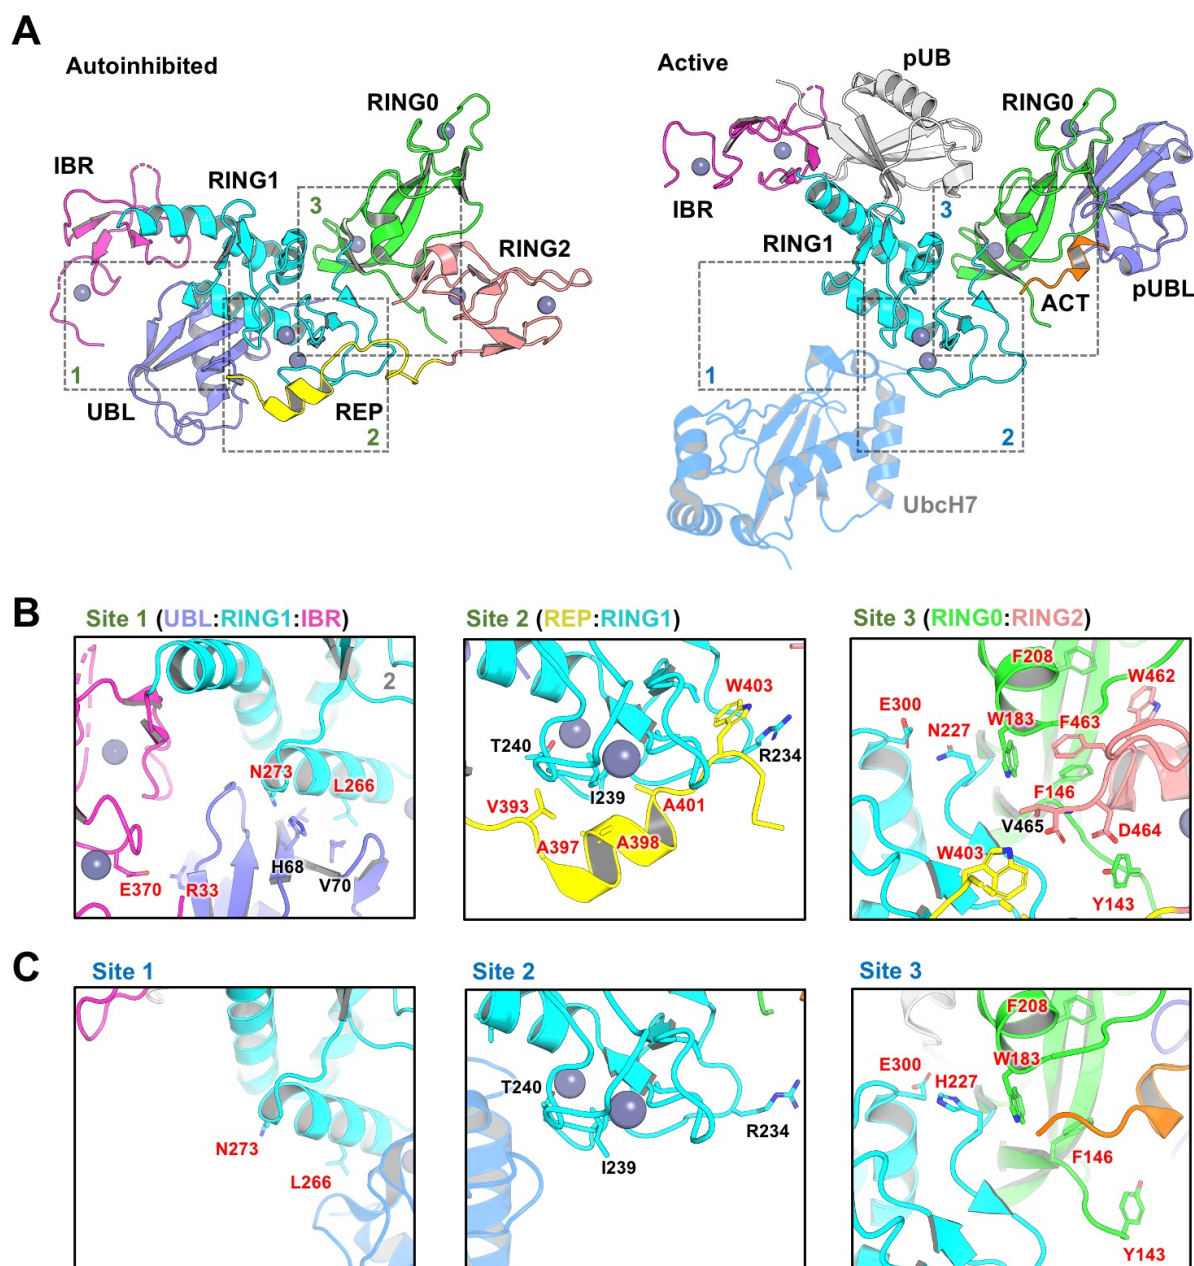 A
Autoinhibited
Active
pUB
RING0
RING0
IBR
RING1
3
RING2
IBR
RING1
3
ACT
pUBL
1
UBL
REP
2
1
2
UbcH7
B
Site 1 (UBL:RING1:IBR)
Site 2 (REP:RING1)
Site 3 (RING0:RING2)
2
N273
L266
E370
R33
H68
V70
W403
T240
R234
I239
V393
A401
A397
A398
F208
W462
E300
W183
F463
N227
F146
V465
D464
W403
Y143
C
Site 1
Site 2
Site 3
N273
L266
T240
R234
I239
F208
W183
E300
H227
F146
Y143